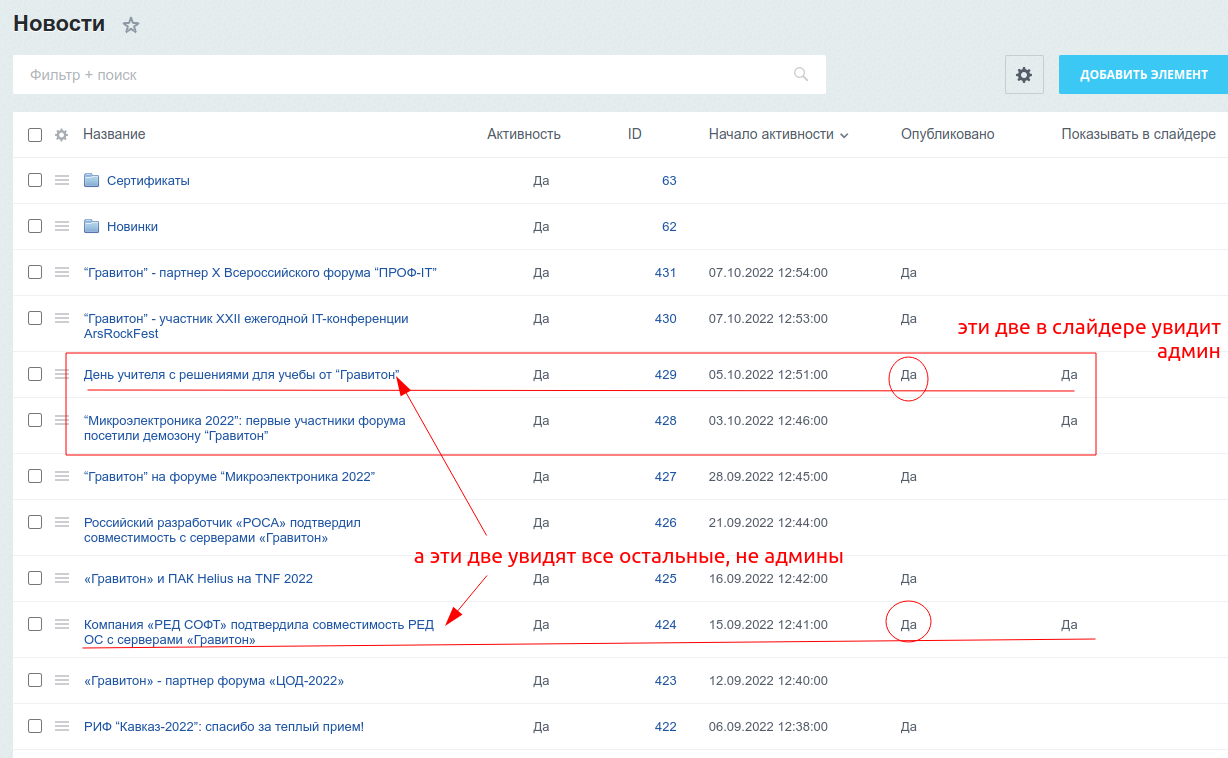 Новости
Фильтр + поиск
ДОБАВИТЬ ЭЛЕМЕНТ
Название Активность ID Начало активности Опубликовано Показывать в слайдере
Сертификаты Да 63
Новинки Да 62
“Гравитон” - партнер X Всероссийского форума “ПРОФ-IT” Да 431 07.10.2022 12:54:00 Да
“Гравитон” - участник XXII ежегодной IT-конференции Да 430 07.10.2022 12:53:00 Да
ArsRockFest
эти две в слайдере увидит
админ
День учителя с решениями для учебы от “Гравитон” Да 429 05.10.2022 12:51:00 Да Да
“Микроэлектроника 2022”: первые участники форума Да 428 03.10.2022 12:46:00 Да
посетили демозону “Гравитон”
“Гравитон” на форуме “Микроэлектроника 2022” Да 427 28.09.2022 12:45:00 Да
Российский разработчик «РОСА» подтвердил Да 426 21.09.2022 12:44:00
совместимость с серверами «Гравитон»
а эти две увидят все остальные, не админы
«Гравитон» и ПАК Helius на TNF 2022 Да 425 16.09.2022 12:42:00 Да
Компания «РЕД СОФТ» подтвердила совместимость РЕД Да 424 15.09.2022 12:41:00 Да Да
ОС с серверами «Гравитон»
«Гравитон» - партнер форума «ЦОД-2022» Да 423 12.09.2022 12:40:00
РИФ “Кавказ-2022”: спасибо за теплый прием! Да 422 06.09.2022 12:38:00 Да